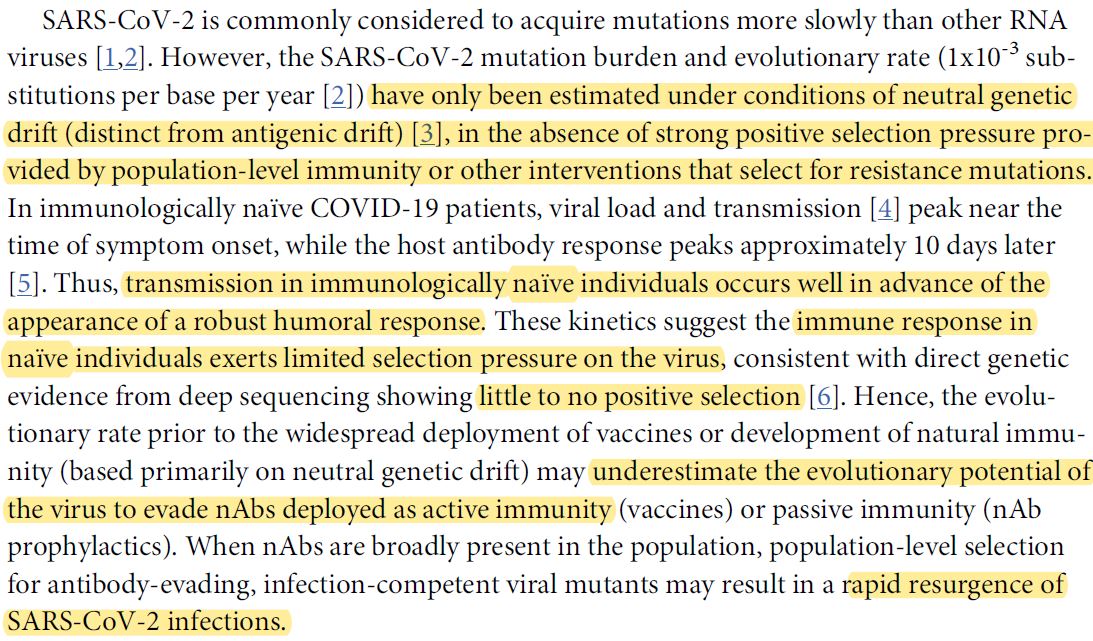 SARS-CoV-2 is commonly considered to acquire mutations more slowly than other RNA
viruses [1,2]. However, the SARS-CoV-2 mutation burden and evolutionary rate (1x10⁻³ sub-
stitutions per base per year [2]) have only been estimated under conditions of neutral genetic
drift (distinct from antigenic drift) [3], in the absence of strong positive selection pressure pro-
vided by population-level immunity or other interventions that select for resistance mutations.
In immunologically naïve COVID-19 patients, viral load and transmission [4] peak near the
time of symptom onset, while the host antibody response peaks approximately 10 days later
[5]. Thus, transmission in immunologically naïve individuals occurs well in advance of the
appearance of a robust humoral response. These kinetics suggest the immune response in
naïve individuals exerts limited selection pressure on the virus, consistent with direct genetic
evidence from deep sequencing showing little to no positive selection [6]. Hence, the evolu-
tionary rate prior to the widespread deployment of vaccines or development of natural immu-
nity (based primarily on neutral genetic drift) may underestimate the evolutionary potential of
the virus to evade nAbs deployed as active immunity (vaccines) or passive immunity (nAb
prophylactics). When nAbs are broadly present in the population, population-level selection
for antibody-evading, infection-competent viral mutants may result in a rapid resurgence of
SARS-CoV-2 infections.